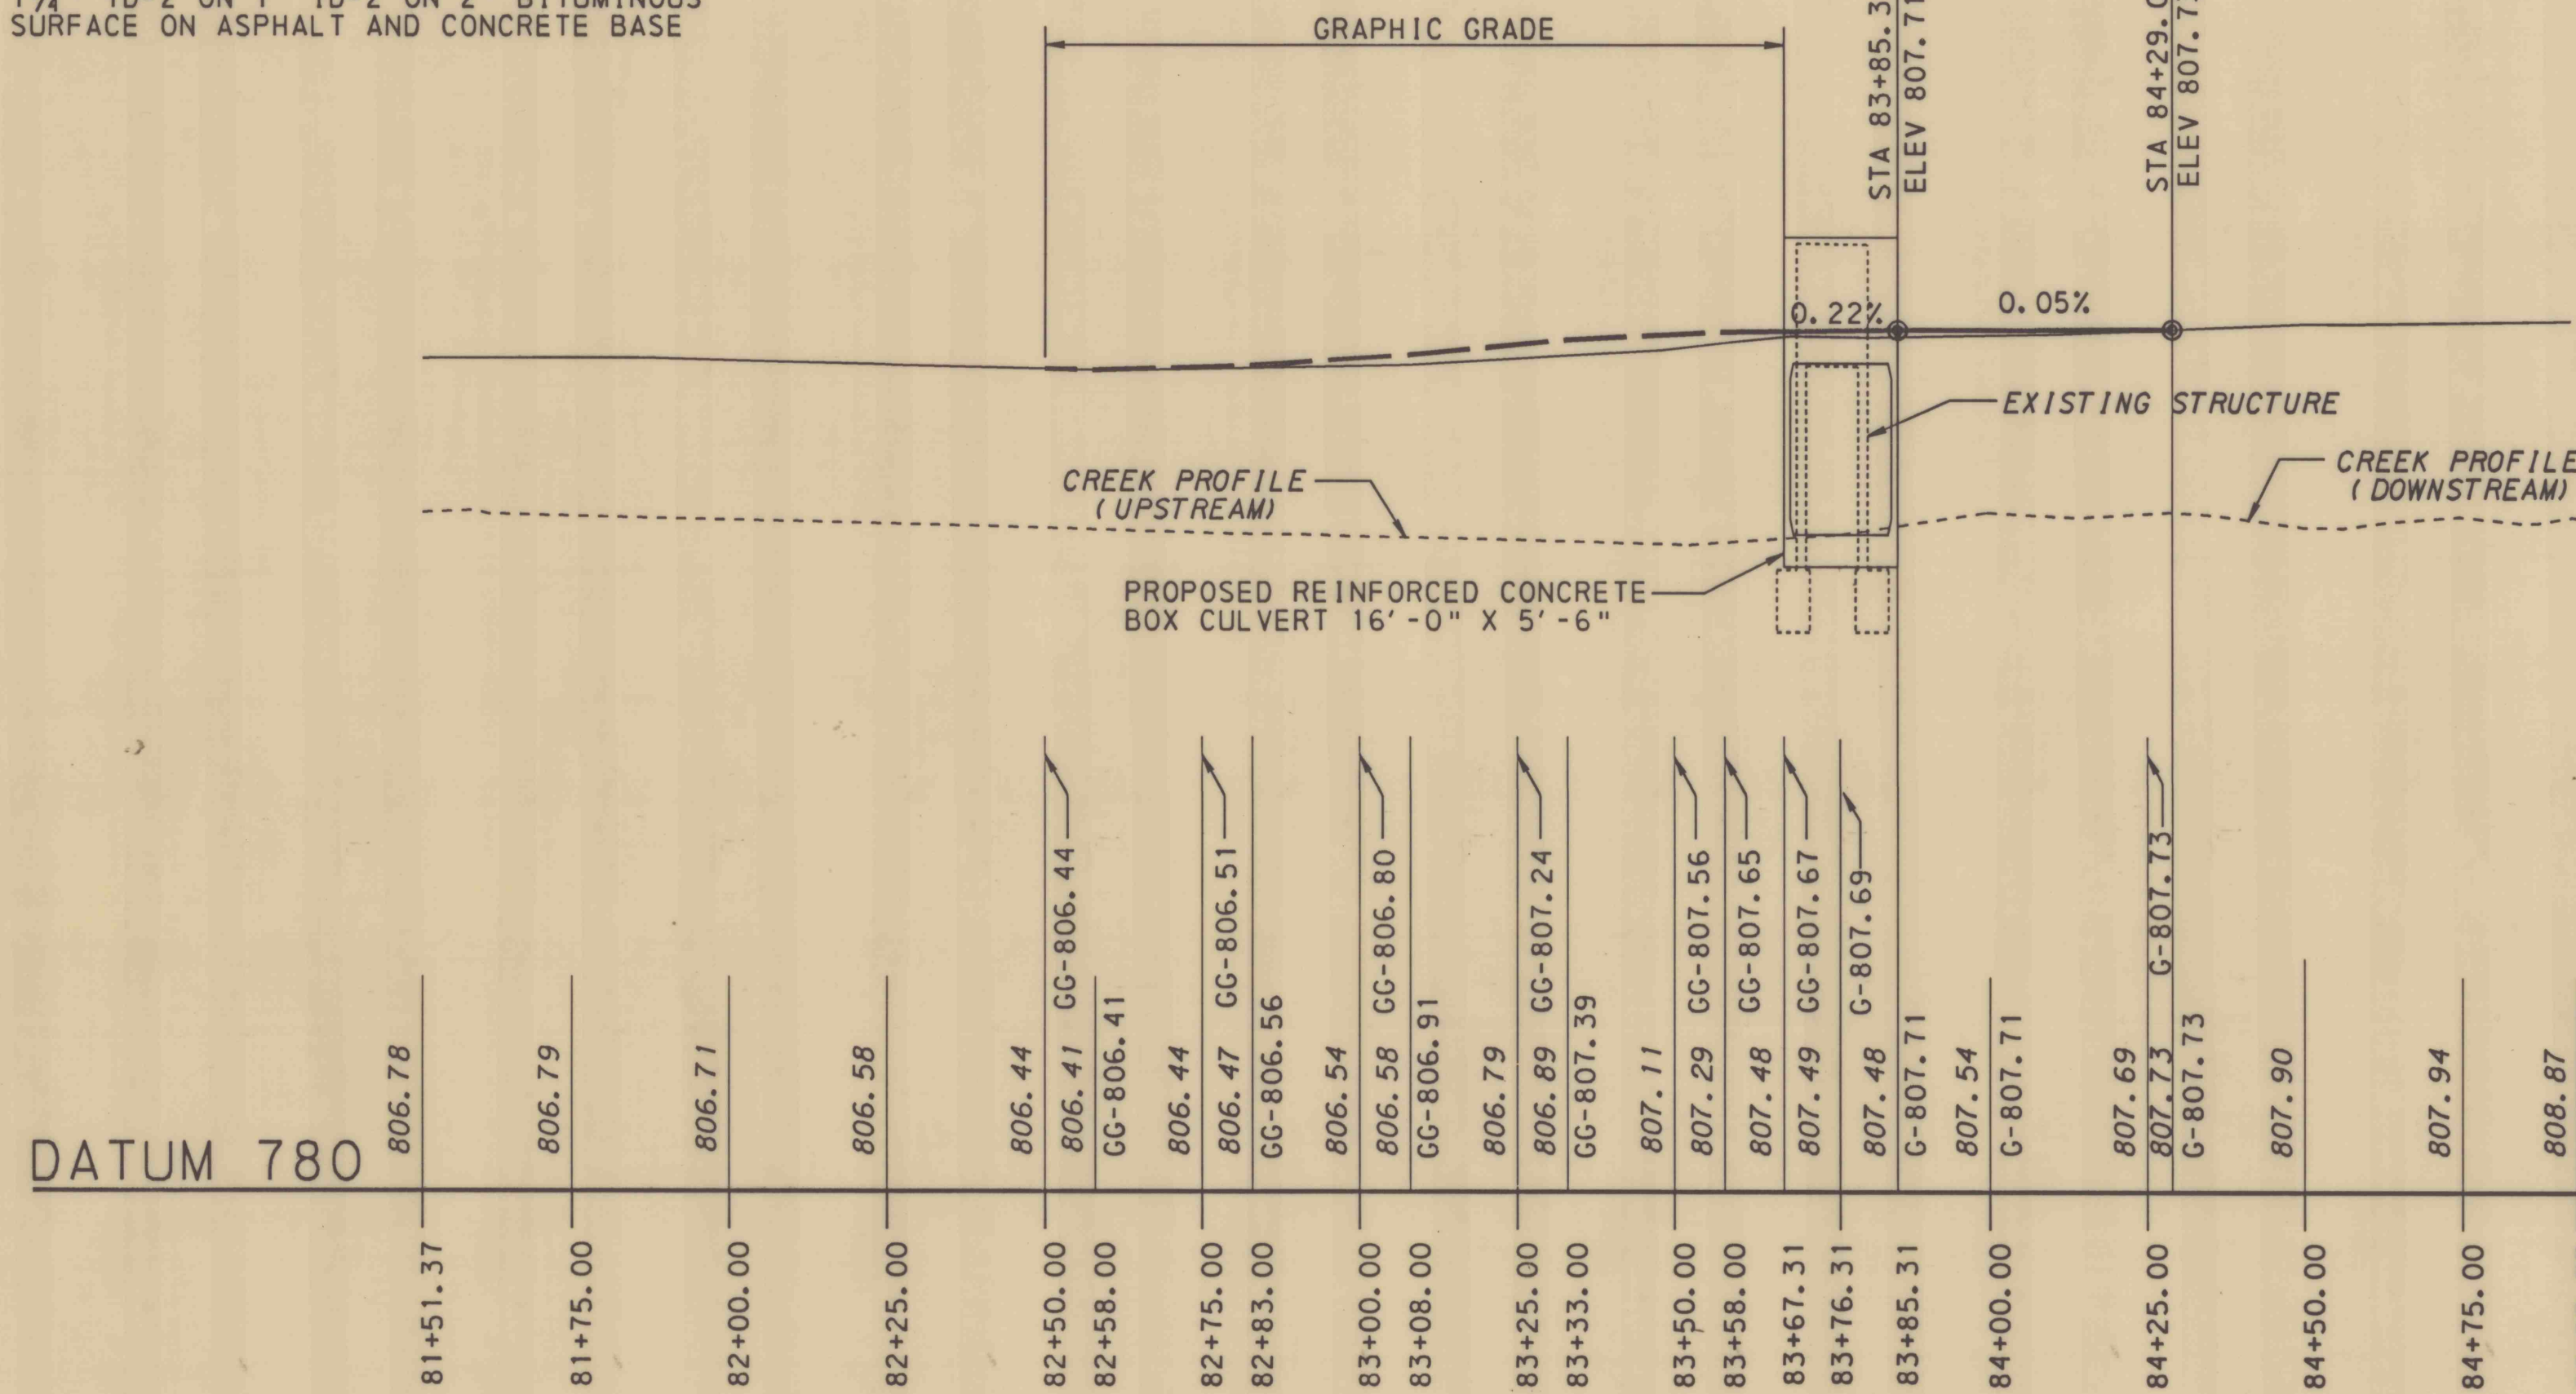 SURFACE ON ASPHALT AND CONCRETE BASE
GRAPHIC GRADE
STA 83+85.3
ELEV 807.71
STA 84+29.0
ELEV 807.7
0.22%
0.05%
EXISTING STRUCTURE
CREEK PROFILE
(UPSTREAM)
CREEK PROFILE
(DOWNSTREAM)
PROPOSED REINFORCED CONCRETE
BOX CULVERT 16'-0" X 5'-6"
DATUM 780
806.78
806.79
806.71
806.58
806.44
GG-806.44
806.41
GG-806.41
806.44
GG-806.51
806.47
GG-806.56
806.54
GG-806.80
806.58
GG-806.91
806.79
GG-807.24
806.89
GG-807.39
807.11
GG-807.56
807.29
GG-807.65
807.48
GG-807.67
807.49
G-807.69
807.48
G-807.71
807.54
G-807.71
807.69
G-807.73
807.73
G-807.73
807.90
807.94
808.87
81+51.37
81+75.00
82+00.00
82+25.00
82+50.00
82+58.00
82+75.00
82+83.00
83+00.00
83+08.00
83+25.00
83+33.00
83+50.00
83+58.00
83+67.31
83+76.31
83+85.31
84+00.00
84+25.00
84+50.00
84+75.00